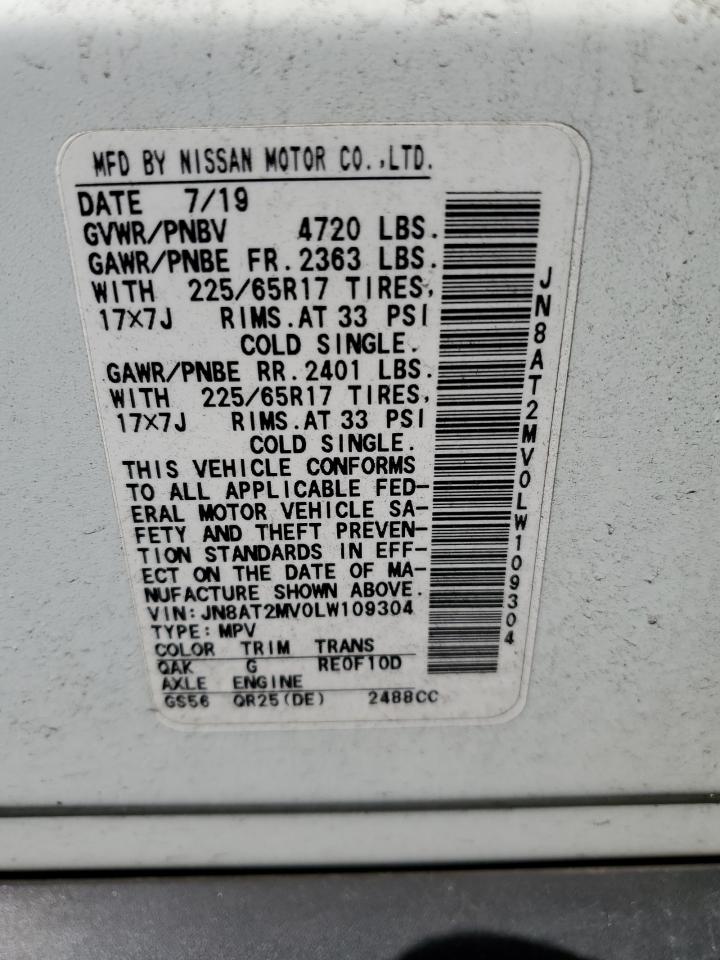 MFD BY NISSAN MOTOR CO.,LTD.
DATE 7/19
GVWR/PNBV 4720 LBS.
GAWR/PNBE FR.2363 LBS.
WITH 225/65R17 TIRES,
17×7J RIMS.AT 33 PSI
COLD SINGLE.
GAWR/PNBE RR.2401 LBS.
WITH 225/65R17 TIRES,
17×7J RIMS.AT 33 PSI
COLD SINGLE.
THIS VEHICLE CONFORMS
TO ALL APPLICABLE FED-
ERAL MOTOR VEHICLE SA-
FETY AND THEFT PREVEN-
TION STANDARDS IN EFF-
ECT ON THE DATE OF MA-
NUFACTURE SHOWN ABOVE.
VIN:JN8AT2MV0LW109304
TYPE:MPV
COLOR TRIM TRANS
QAK G RE0F10D
AXLE ENGINE
GS56 QR25(DE) 2488CC
JN8AT2MV0LW109304